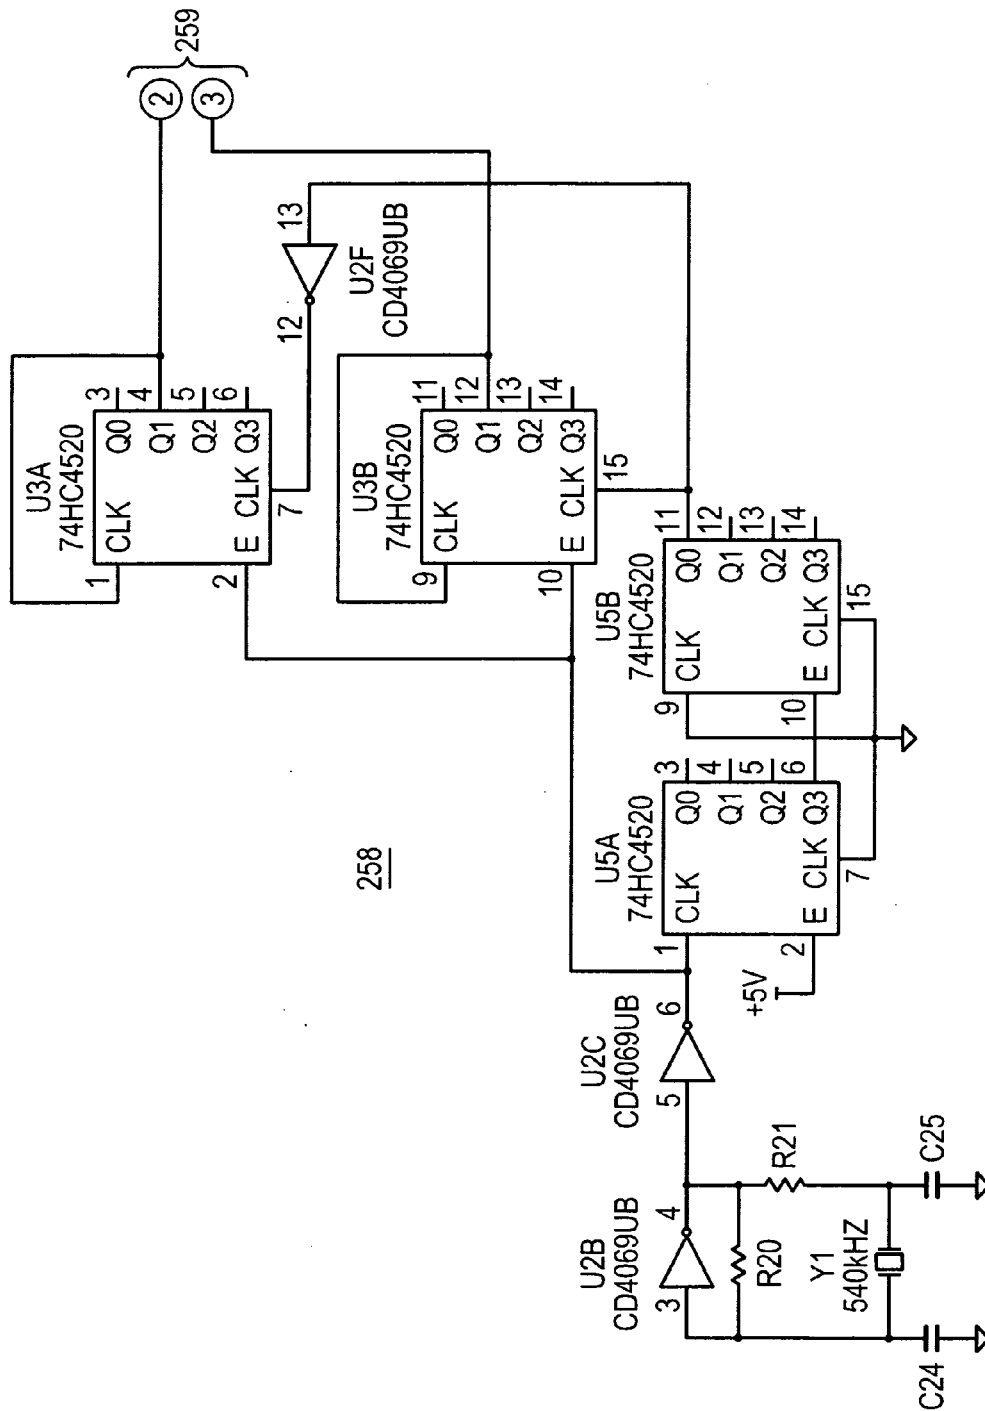 259
2
3
U3A
74HC4520
1
CLK
2
E
CLK
7
Q0
3
Q1
4
Q2
5
Q3
6
13
12
U2F
CD4069UB
U3B
74HC4520
9
CLK
10
E
CLK
15
Q0
11
Q1
12
Q2
13
Q3
14
258
U5A
74HC4520
1
CLK
+5V
2
E
CLK
7
Q0
3
Q1
4
Q2
5
Q3
6
U5B
74HC4520
9
CLK
10
E
CLK
15
Q0
11
Q1
12
Q2
13
Q3
14
U2B
CD4069UB
3
4
U2C
CD4069UB
5
6
R20
R21
Y1
540kHZ
C24
C25